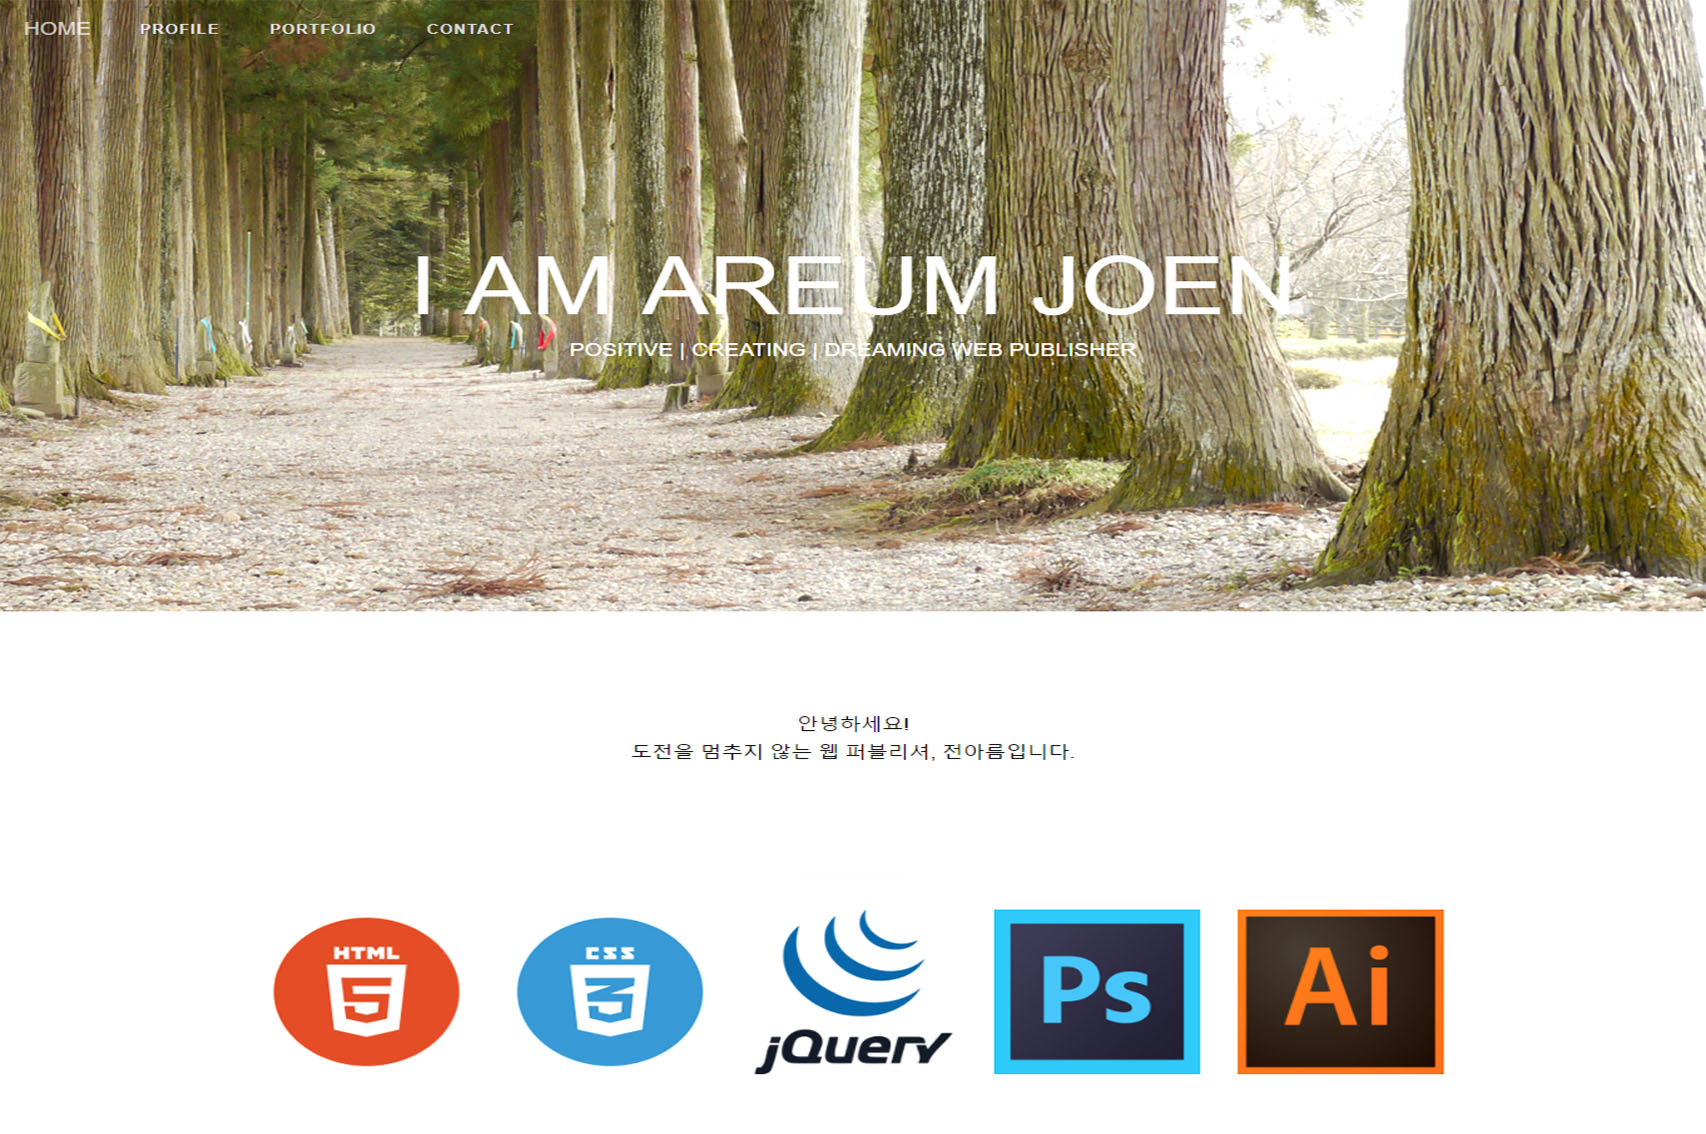 HOME PROFILE PORTFOLIO CONTACT
I AM AREUM JOEN
POSITIVE | CREATING | DREAMING WEB PUBLISHER
안녕하세요!
도전을 멈추지 않는 웹 퍼블리셔, 전아름입니다.
HTML 5 CSS 3 jQuery Ps Ai